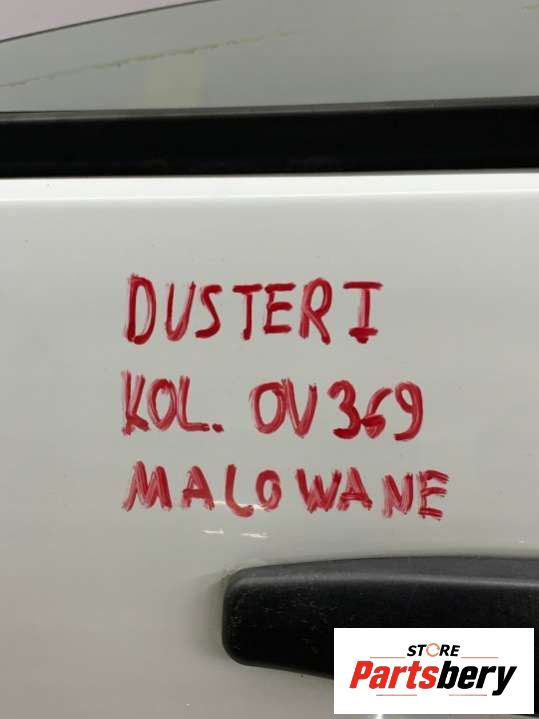 DUSTER I
KOL. OV369
MALOWANE
STORE
Partsbery